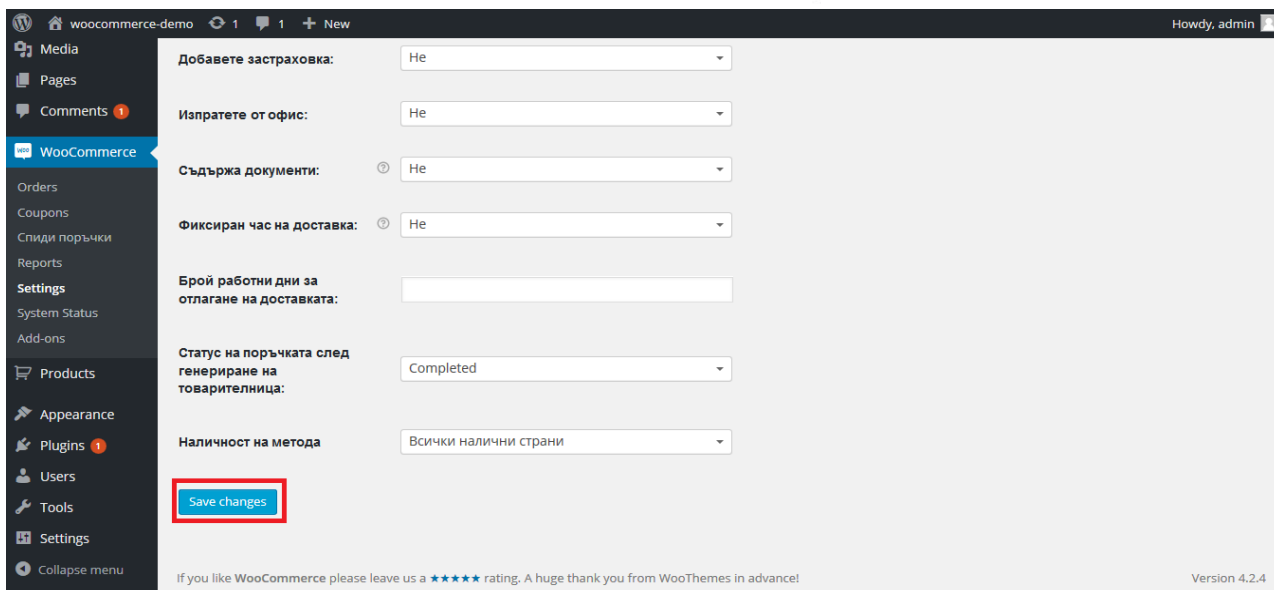 woocommerce-demo 1 1 New Howdy, admin
Media
Pages
Comments 1
WooCommerce
Orders
Coupons
Спиди поръчки
Reports
Settings
System Status
Add-ons
Products
Appearance
Plugins 1
Users
Tools
Settings
Collapse menu
Добавете застраховка: Не
Изпратете от офис: Не
Съдържа документи: Не
Фиксиран час на доставка: Не
Брой работни дни за
отлагане на доставката:
Статус на поръчката след
генериране на
товарителница:
Completed
Наличност на метода Всички налични страни
Save changes
If you like WooCommerce please leave us a ★★★★★ rating. A huge thank you from WooThemes in advance! Version 4.2.4